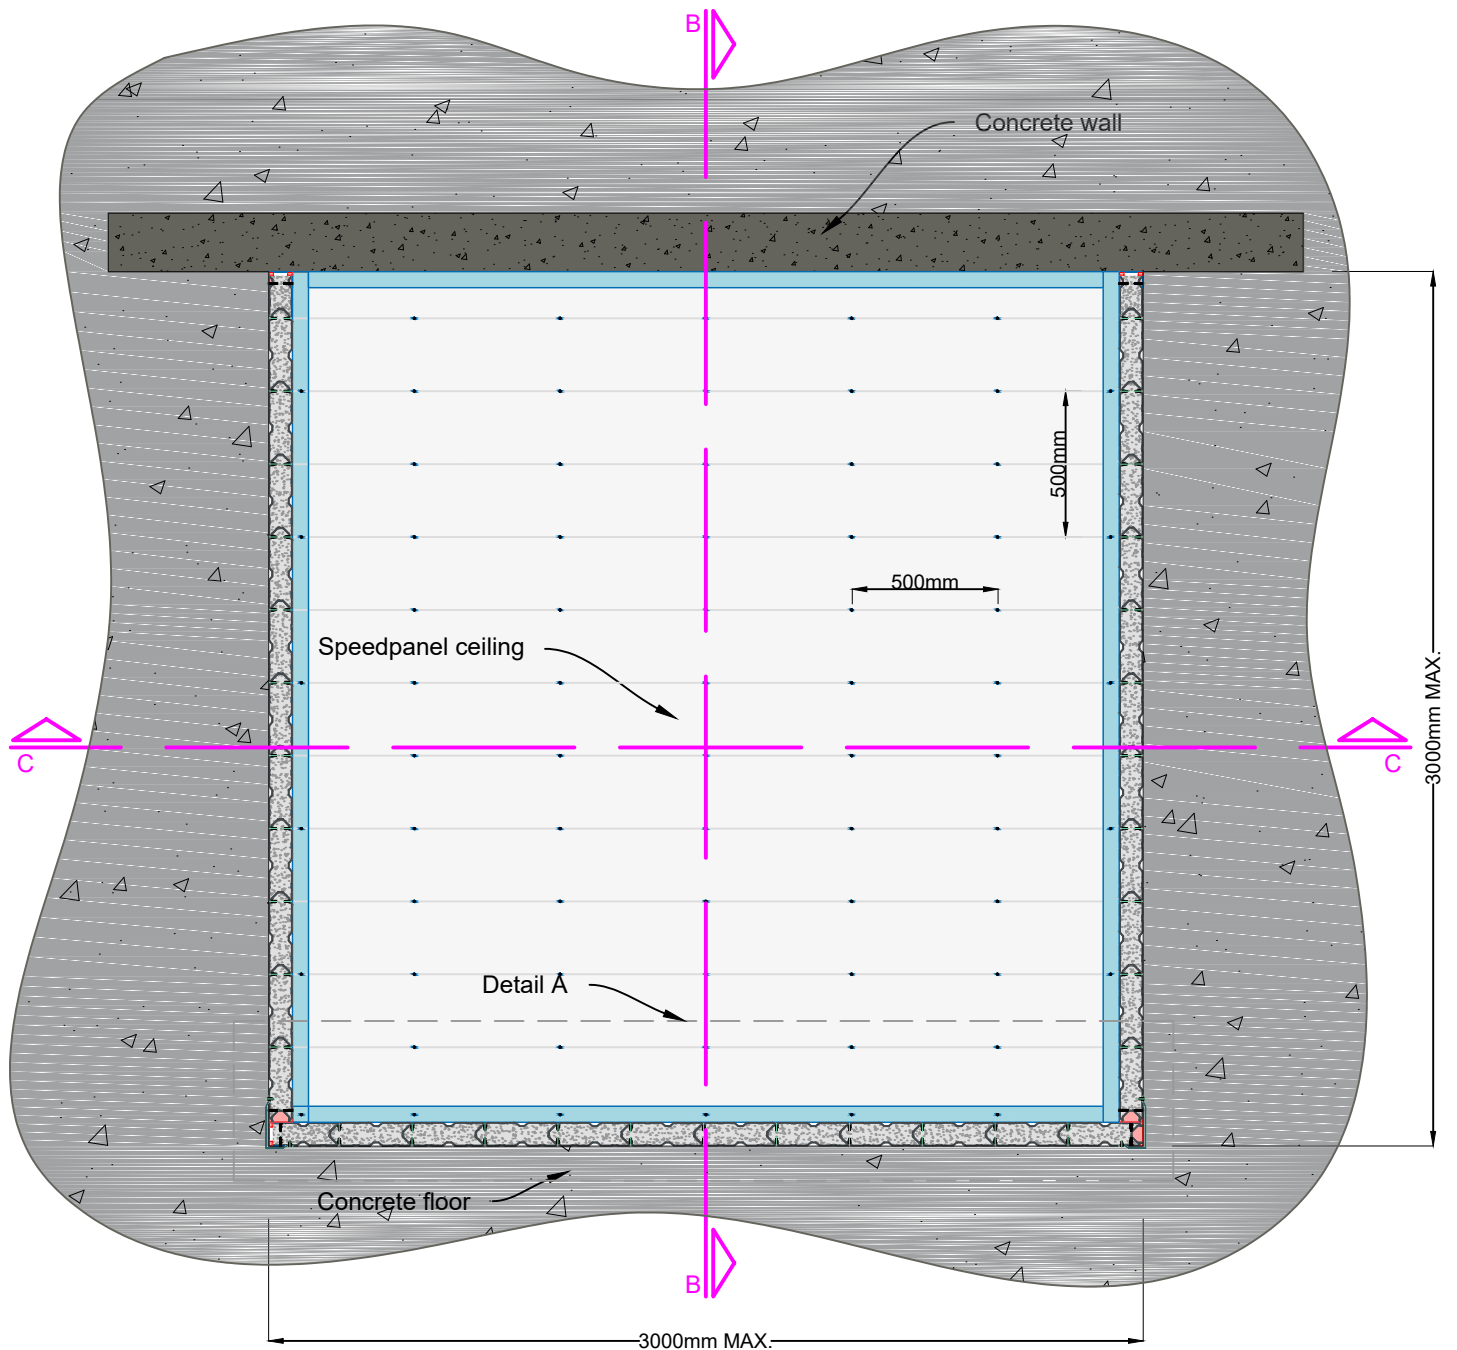 B
Concrete wall
500mm
500mm
Speedpanel ceiling
3000mm MAX.
C
C
Detail A
Concrete floor
B
3000mm MAX.